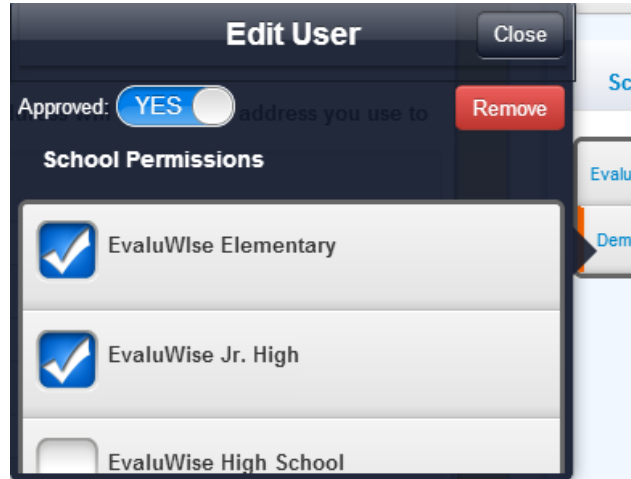 Edit User
Close
Sc
Approved: YES
address you use to
Remove
School Permissions
Evalu
EvaluWIse Elementary
Dem
EvaluWise Jr. High
EvaluWise High School